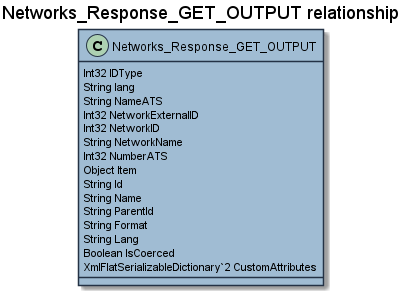 Networks_Response_GET_OUTPUT relationship
C Networks_Response_GET_OUTPUT
Int32 IDType
String lang
String NameATS
Int32 NetworkExternalID
Int32 NetworkID
String NetworkName
Int32 NumberATS
Object Item
String Id
String Name
String ParentId
String Format
String Lang
Boolean IsCoerced
XmlFlatSerializableDictionary`2 CustomAttributes